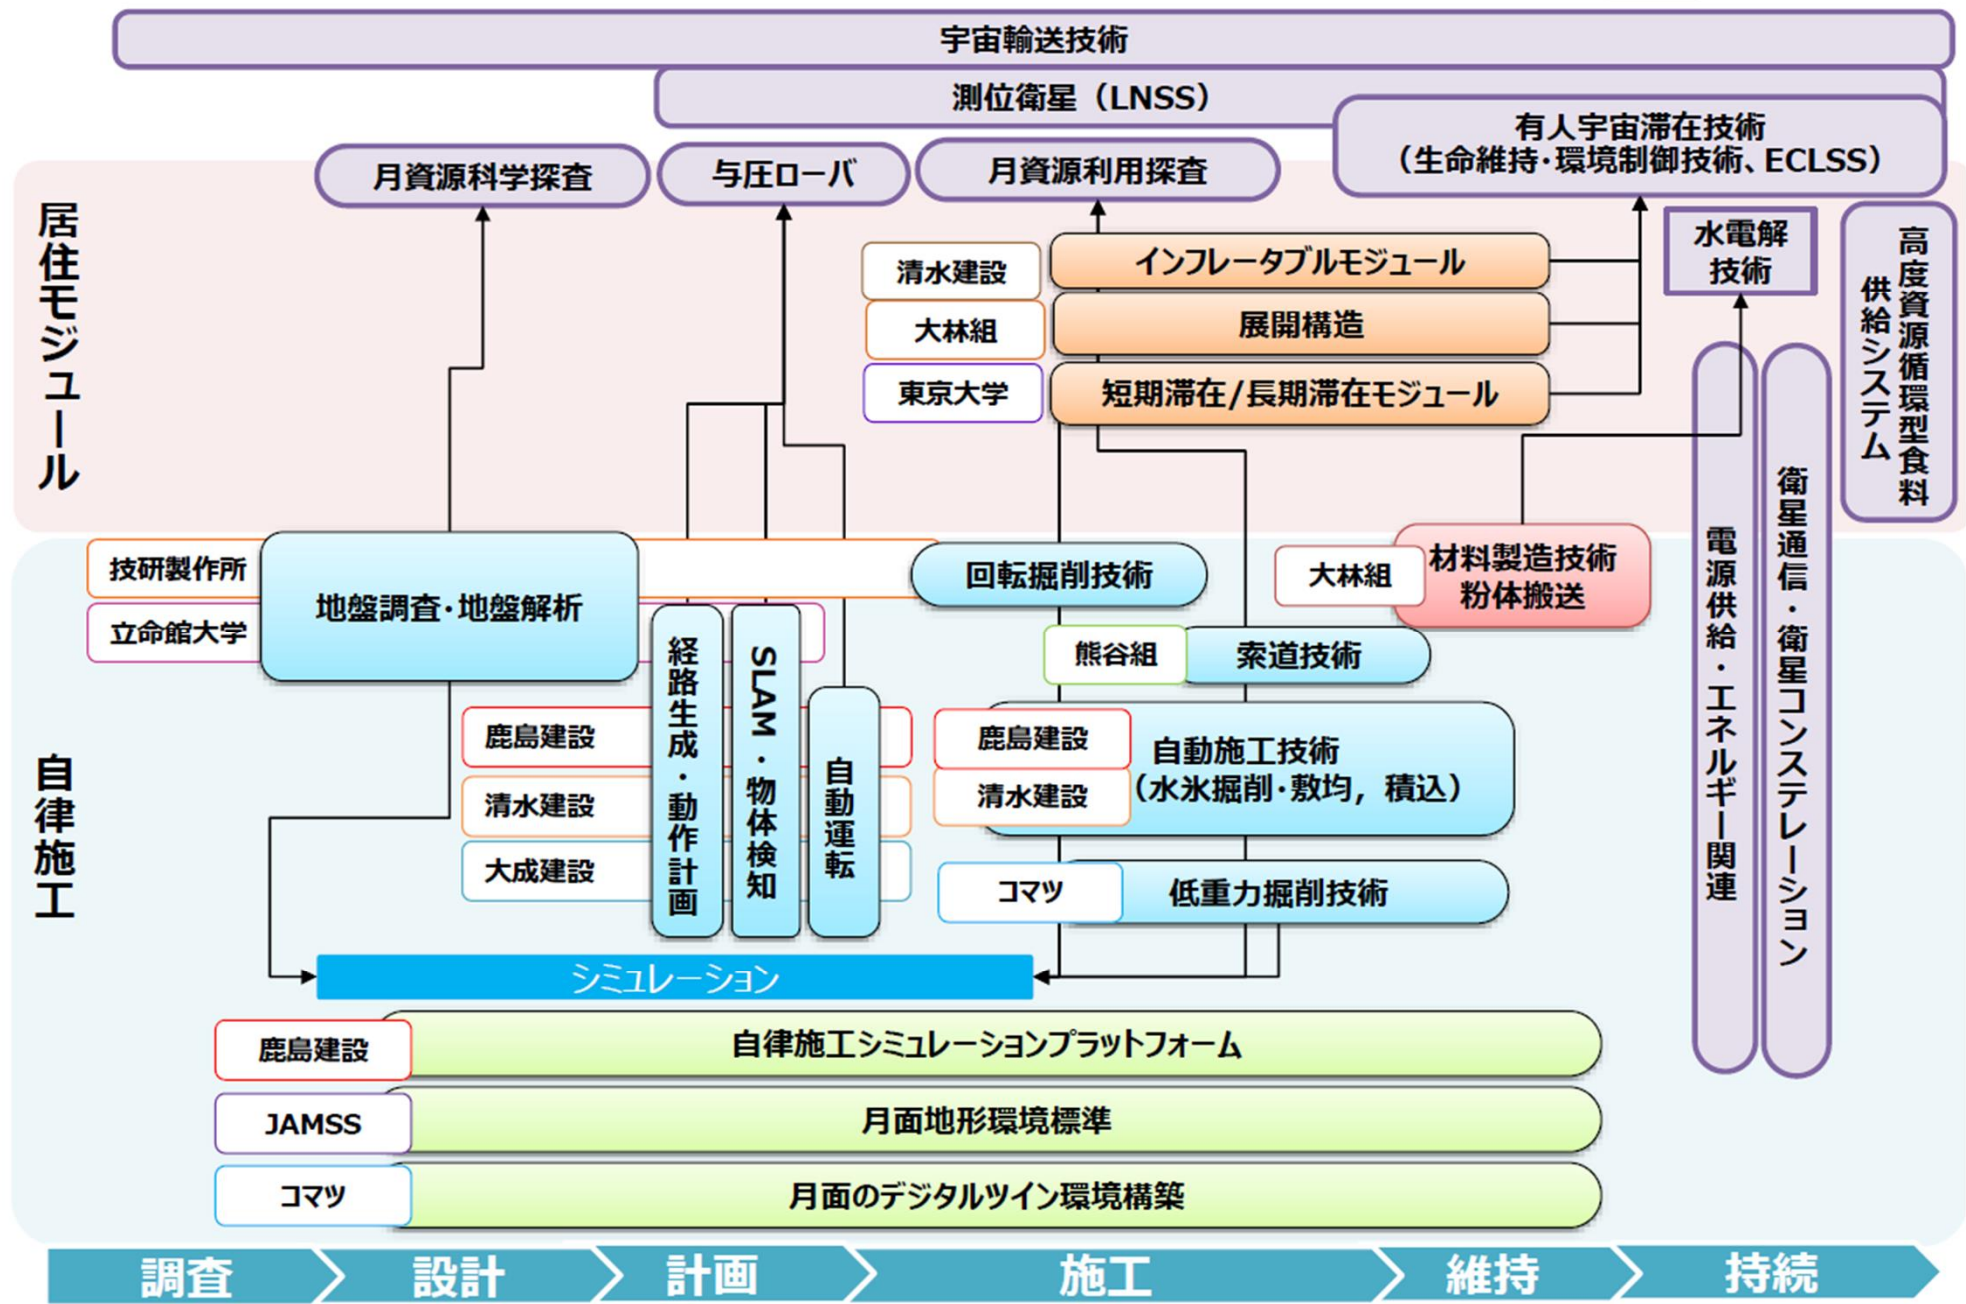 宇宙輸送技術
測位衛星（LNSS）
有人宇宙滞在技術
（生命維持・環境制御技術、ECLSS）
月資源科学探査
与圧ローバ
月資源利用探査
居住モジュール
水電解
技術
高度資源循環型食料
供給システム
清水建設
インフレータブルモジュール
大林組
展開構造
東京大学
短期滞在/長期滞在モジュール
電源供給・エネルギー関連
衛星通信・衛星コンステレーション
自律施工
技研製作所
立命館大学
地盤調査・地盤解析
回転掘削技術
大林組
材料製造技術
粉体搬送
熊谷組
索道技術
経路生成・動作計画
SLAM・物体検知
自動運転
鹿島建設
清水建設
大成建設
鹿島建設
清水建設
自動施工技術
（水氷掘削・敷均，積込）
コマツ
低重力掘削技術
シミュレーション
鹿島建設
自律施工シミュレーションプラットフォーム
JAMSS
月面地形環境標準
コマツ
月面のデジタルツイン環境構築
調査
設計
計画
施工
維持
持続